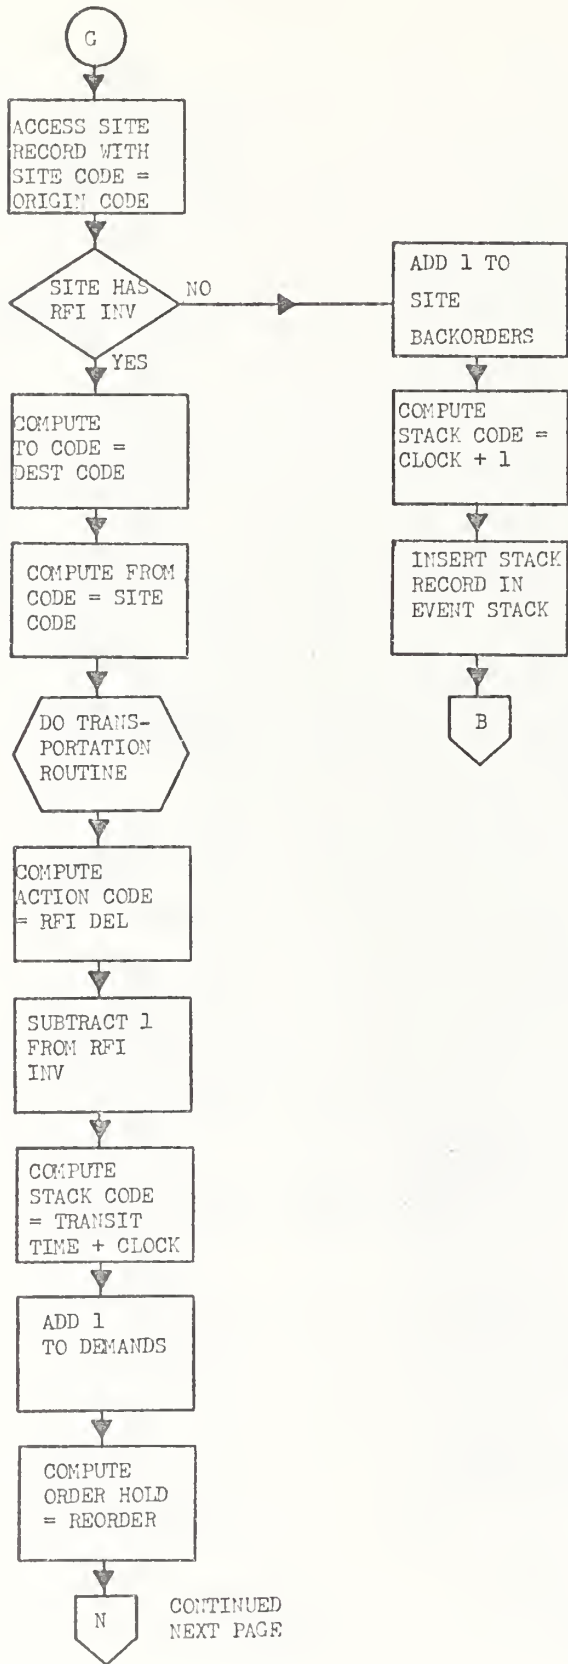 G
ACCESS SITE
RECORD WITH
SITE CODE =
ORIGIN CODE
SITE HAS
RFI INV
NO
YES
ADD 1 TO
SITE
BACKORDERS
COMPUTE
STACK CODE =
CLOCK + 1
INSERT STACK
RECORD IN
EVENT STACK
B
COMPUTE
TO CODE =
DEST CODE
COMPUTE FROM
CODE = SITE
CODE
DO TRANS-
PORTATION
ROUTINE
COMPUTE
ACTION CODE
= RFI DEL
SUBTRACT 1
FROM RFI
INV
COMPUTE
STACK CODE
= TRANSIT
TIME + CLOCK
ADD 1
TO DEMANDS
COMPUTE
ORDER HOLD
= REORDER
N
CONTINUED
NEXT PAGE